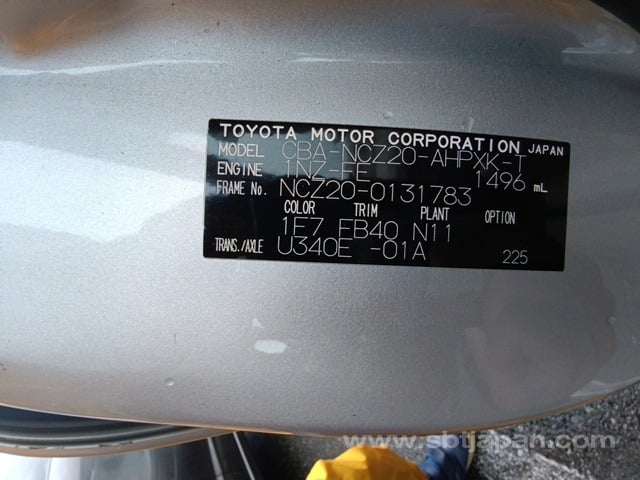 TOYOTA MOTOR CORPORATION JAPAN
MODEL CBA-NCZ20-AHPXK-T
ENGINE 1NZ-FE 1496 mL
FRAME No. NCZ20-0131783
COLOR TRIM PLANT OPTION
1F7 FB40 N11
TRANS./AXLE U340E -01A 225
www.sbtjapan.com